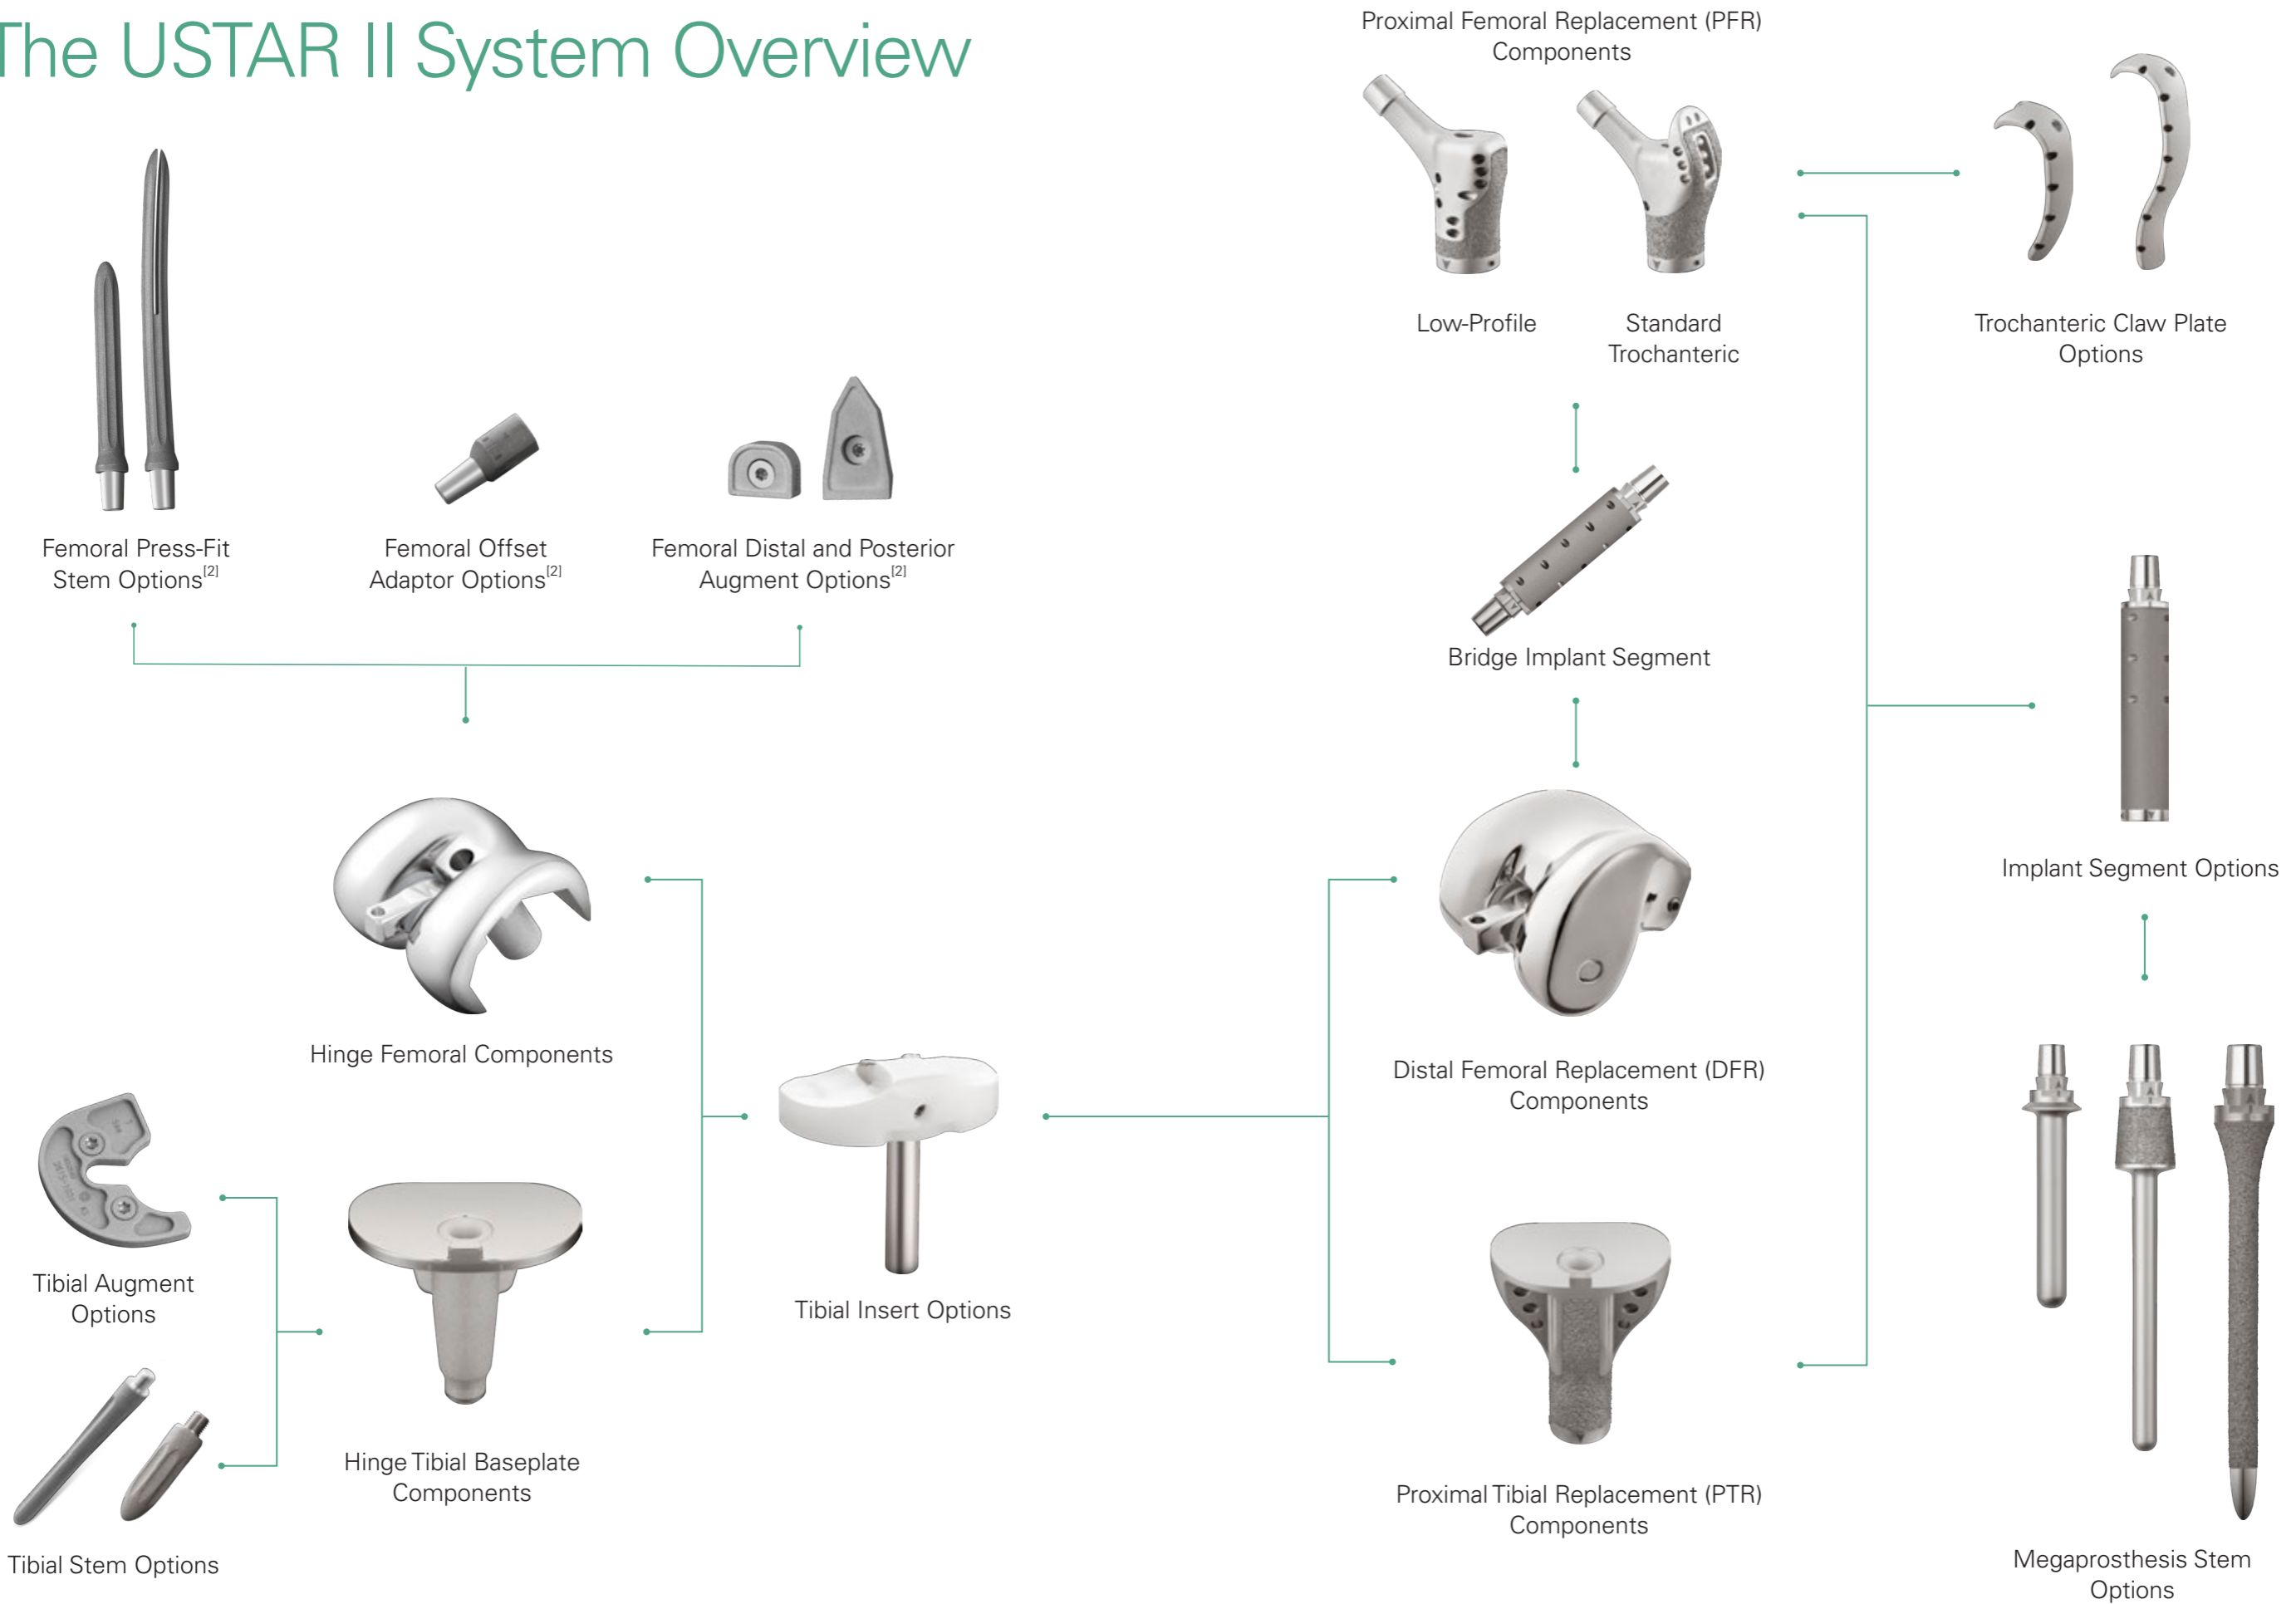 The USTAR II System Overview
Proximal Femoral Replacement (PFR)
Components
Low-Profile
Standard
Trochanteric
Trochanteric Claw Plate
Options
Femoral Press-Fit
Stem Options[2]
Femoral Offset
Adaptor Options[2]
Femoral Distal and Posterior
Augment Options[2]
Bridge Implant Segment
Implant Segment Options
Hinge Femoral Components
Distal Femoral Replacement (DFR)
Components
Tibial Augment
Options
Tibial Insert Options
Hinge Tibial Baseplate
Components
Proximal Tibial Replacement (PTR)
Components
Tibial Stem Options
Megaprosthesis Stem
Options